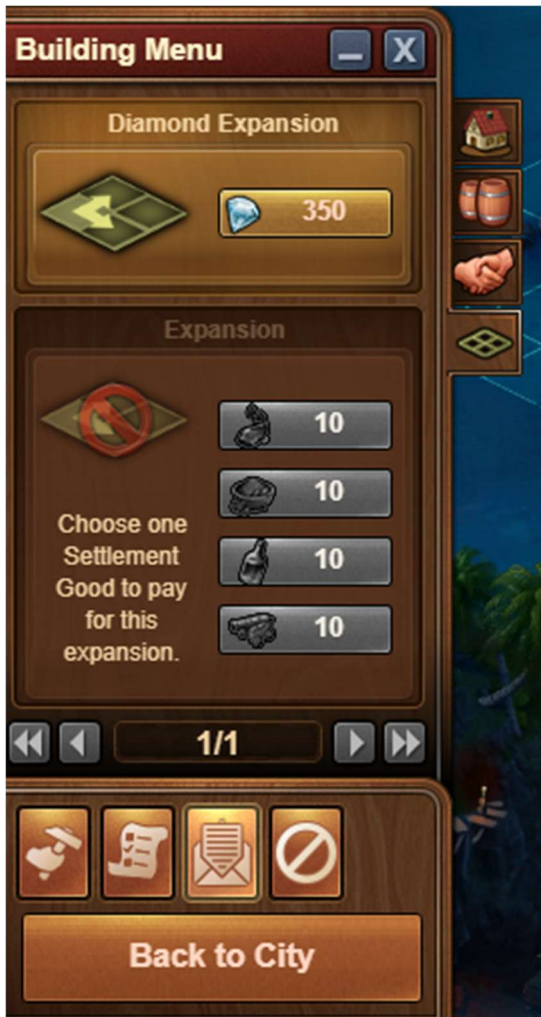 Building Menu
X
Diamond Expansion
350
Expansion
10
10
Choose one
Settlement
Good to pay
for this
expansion.
10
10
1/1
Back to City